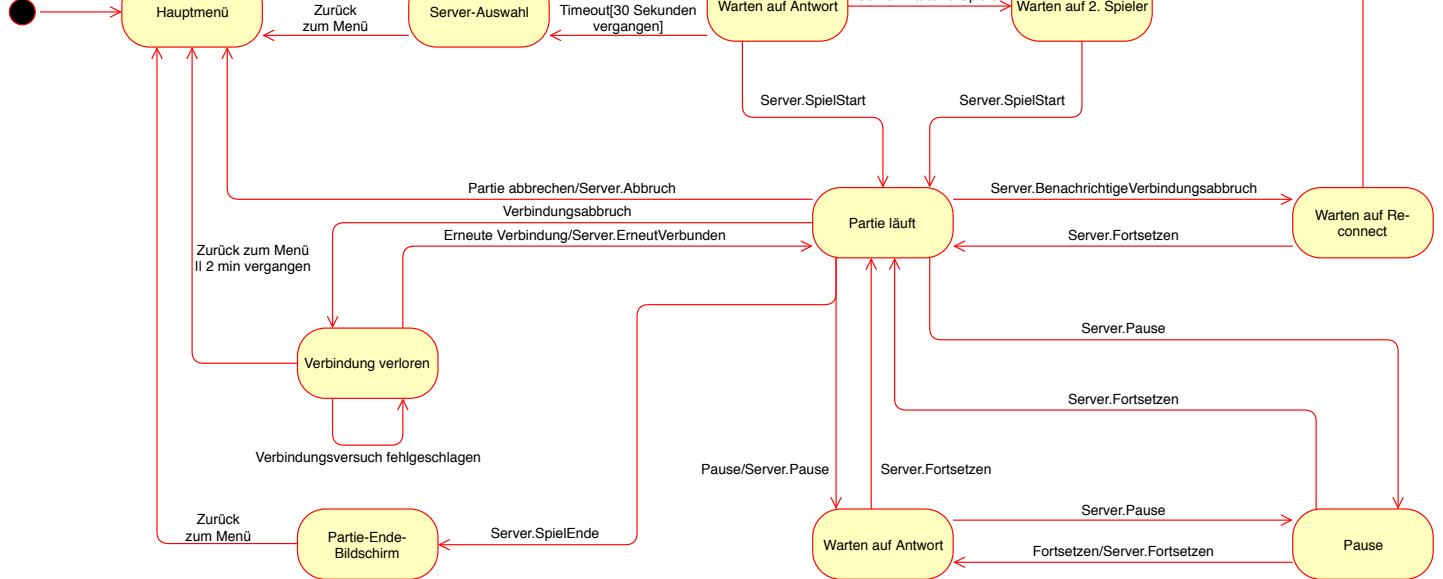 Hauptmenü
Zurück
zum Menü
Server-Auswahl
Timeout[30 Sekunden
vergangen]
Warten auf Antwort
Warten auf 2. Spieler
Server.SpielStart
Server.SpielStart
Partie abbrechen/Server.Abbruch
Server.BenachrichtigeVerbindungsabbruch
Verbindungsabbruch
Partie läuft
Warten auf Re-
connect
Erneute Verbindung/Server.ErneutVerbunden
Server.Fortsetzen
Zurück zum Menü
II 2 min vergangen
Server.Pause
Verbindung verloren
Server.Fortsetzen
Verbindungsversuch fehlgeschlagen
Pause/Server.Pause
Server.Fortsetzen
Zurück
zum Menü
Partie-Ende-
Bildschirm
Server.SpielEnde
Warten auf Antwort
Server.Pause
Fortsetzen/Server.Fortsetzen
Pause